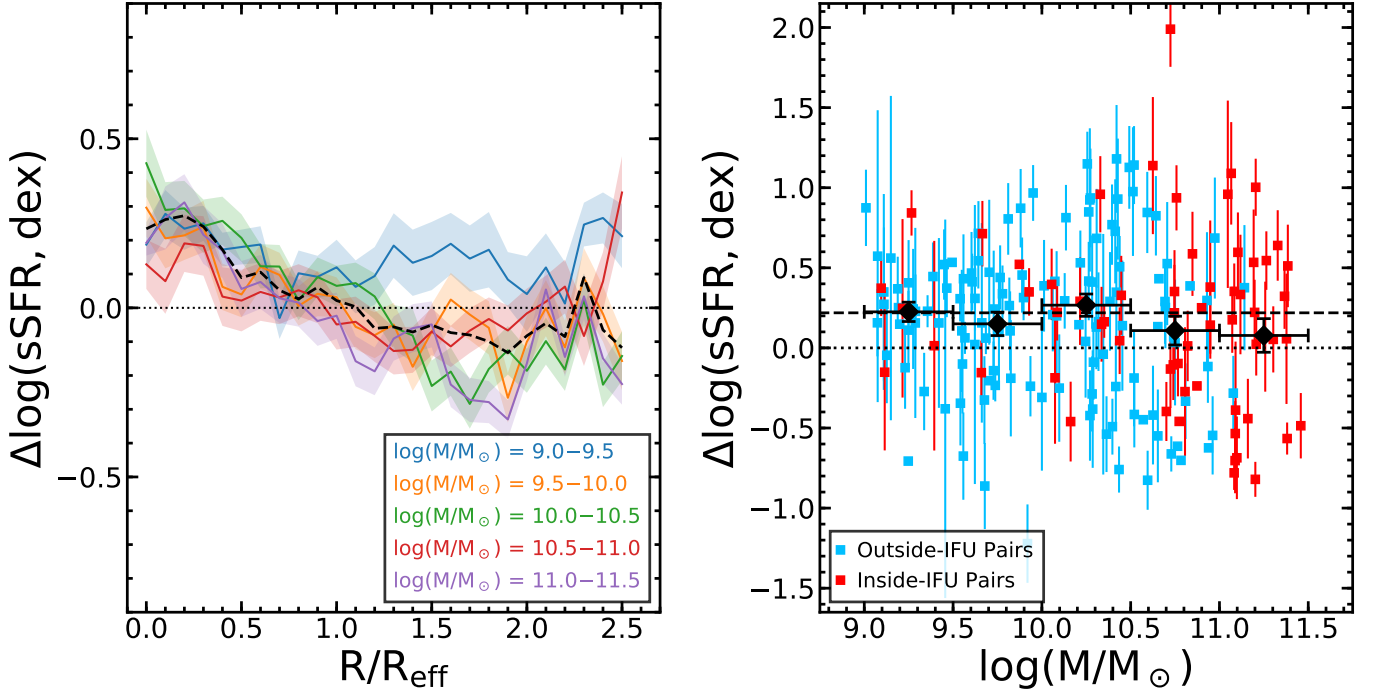 Δlog(sSFR, dex)
0.5
0.0
−0.5
0.0 0.5 1.0 1.5 2.0 2.5
R/R_eff
log(M/M☉) = 9.0−9.5
log(M/M☉) = 9.5−10.0
log(M/M☉) = 10.0−10.5
log(M/M☉) = 10.5−11.0
log(M/M☉) = 11.0−11.5
Δlog(sSFR, dex)
2.0
1.5
1.0
0.5
0.0
−0.5
−1.0
−1.5
Outside-IFU Pairs
Inside-IFU Pairs
9.0 9.5 10.0 10.5 11.0 11.5
log(M/M☉)